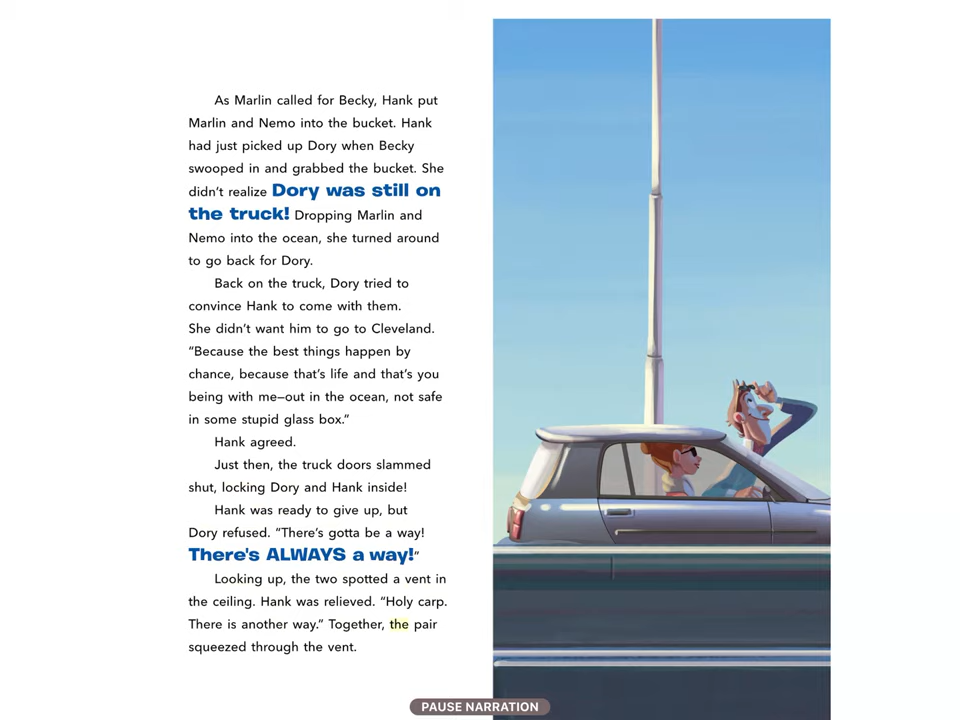 As Marlin called for Becky, Hank put
Marlin and Nemo into the bucket. Hank
had just picked up Dory when Becky
swooped in and grabbed the bucket. She
didn’t realize Dory was still on
the truck! Dropping Marlin and
Nemo into the ocean, she turned around
to go back for Dory.
Back on the truck, Dory tried to
convince Hank to come with them.
She didn’t want him to go to Cleveland.
“Because the best things happen by
chance, because that’s life and that’s you
being with me—out in the ocean, not safe
in some stupid glass box.”
Hank agreed.
Just then, the truck doors slammed
shut, locking Dory and Hank inside!
Hank was ready to give up, but
Dory refused. “There’s gotta be a way!
There's ALWAYS a way!”
Looking up, the two spotted a vent in
the ceiling. Hank was relieved. “Holy carp.
There is another way.” Together, the pair
squeezed through the vent.
PAUSE NARRATION